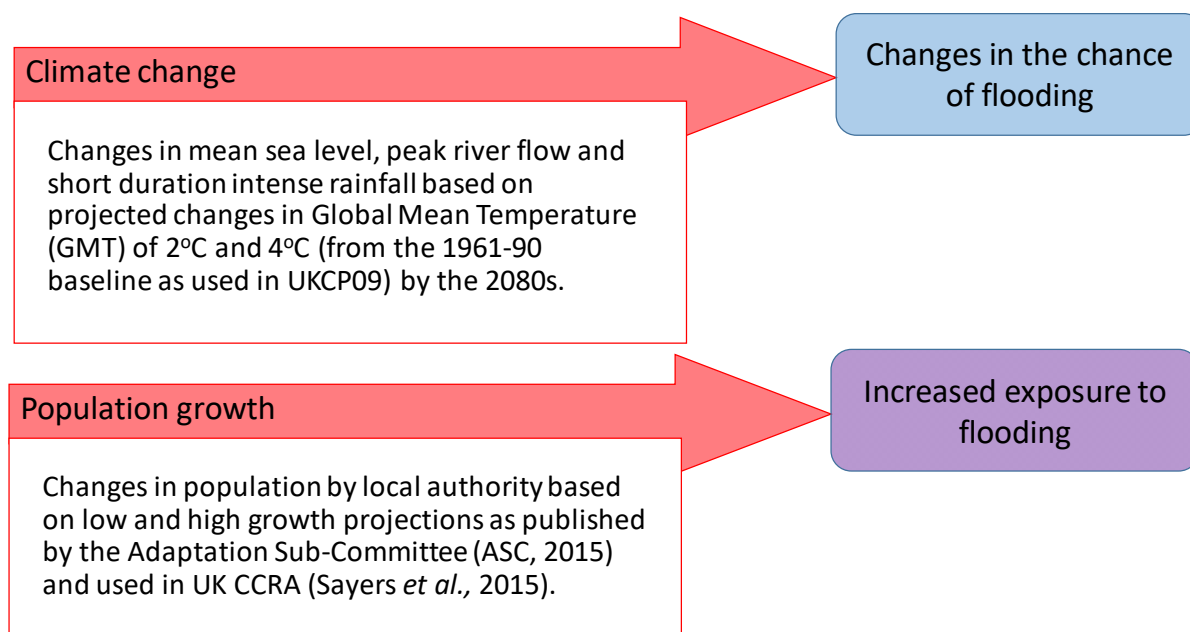 Climate change
Changes in the chance
of flooding
Changes in mean sea level, peak river flow and
short duration intense rainfall based on
projected changes in Global Mean Temperature
(GMT) of 2°C and 4°C (from the 1961-90
baseline as used in UKCP09) by the 2080s.
Population growth
Increased exposure to
flooding
Changes in population by local authority based
on low and high growth projections as published
by the Adaptation Sub-Committee (ASC, 2015)
and used in UK CCRA (Sayers et al., 2015).